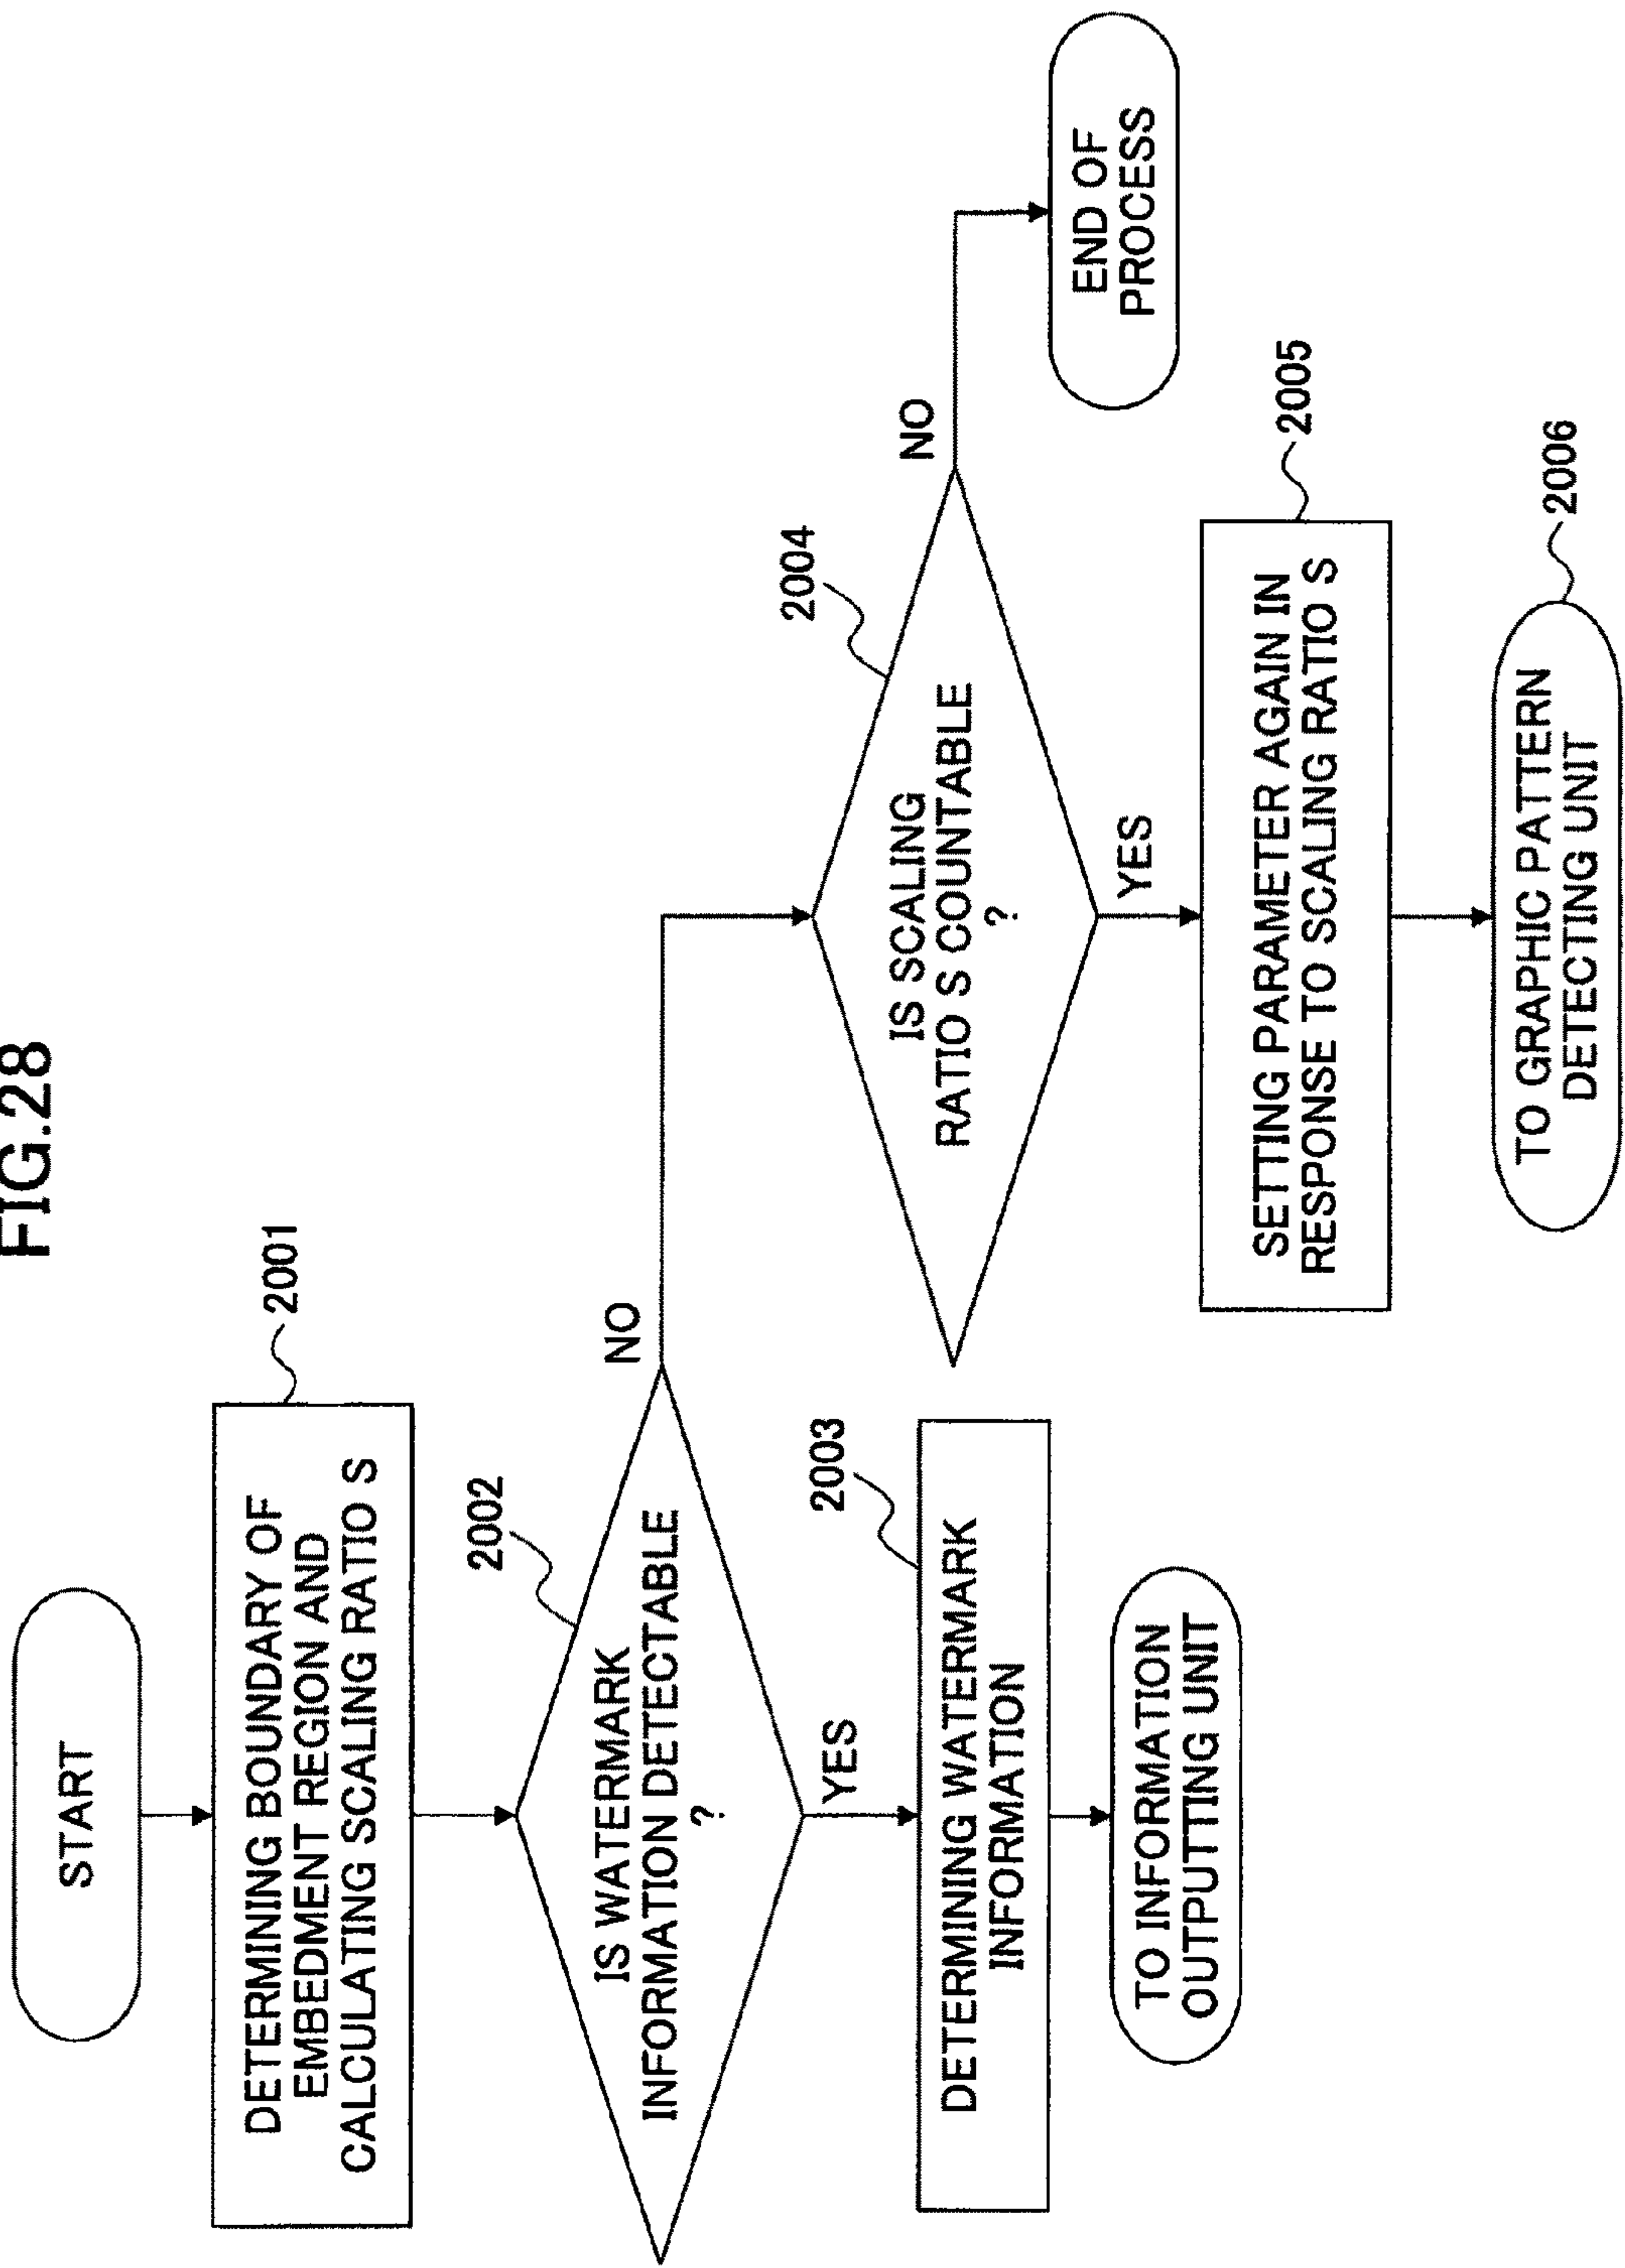 FIG.28
START
DETERMINING BOUNDARY OF
EMBEDMENT REGION AND
CALCULATING SCALING RATIO S
2001
IS WATERMARK
INFORMATION DETECTABLE
?
2002
NO
YES
DETERMINING WATERMARK
INFORMATION
2003
TO INFORMATION
OUTPUTTING UNIT
IS SCALING
RATIO S COUNTABLE
?
2004
NO
YES
END OF
PROCESS
SETTING PARAMETER AGAIN IN
RESPONSE TO SCALING RATIO S
2005
TO GRAPHIC PATTERN
DETECTING UNIT
2006